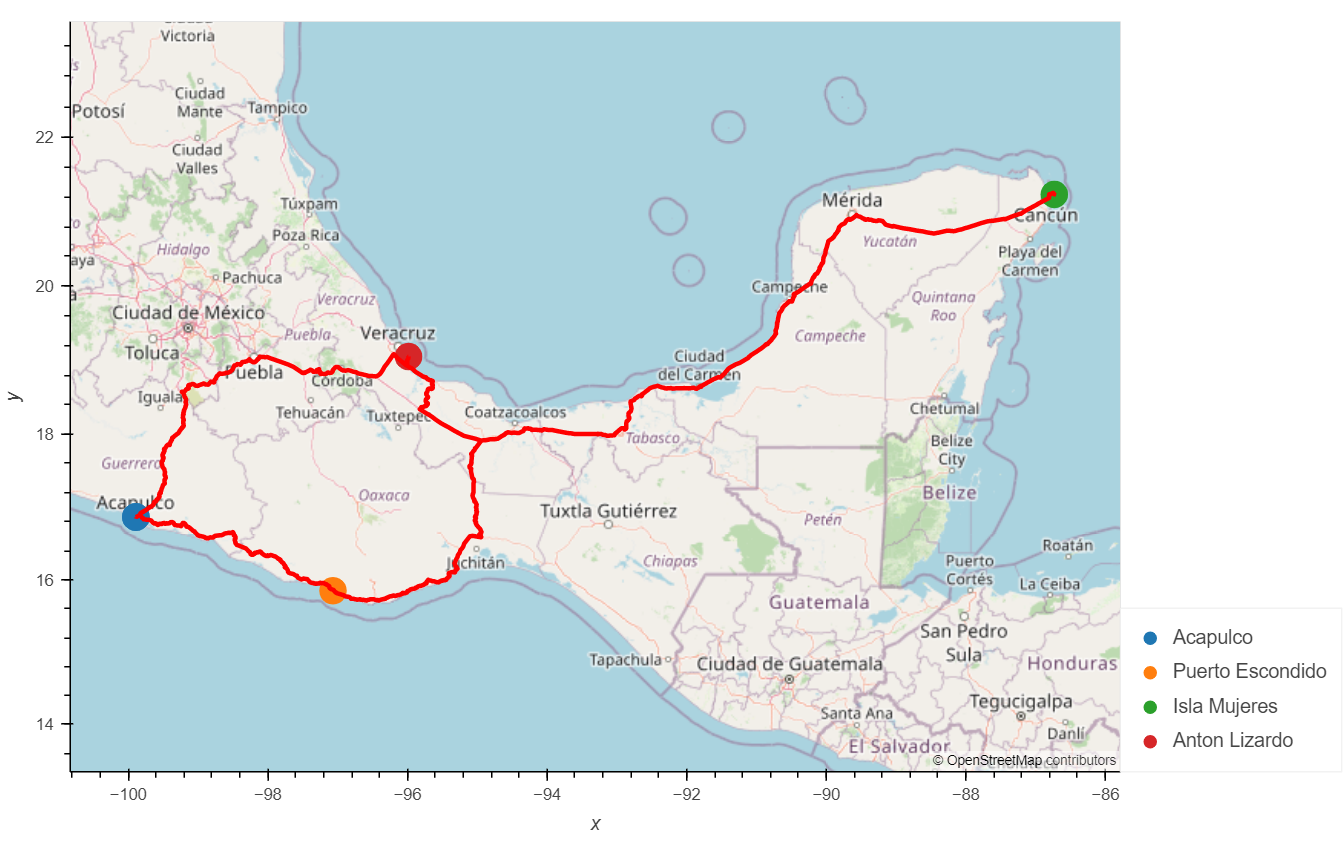 Victoria
Potosí
Ciudad
Mante
Tampico
Ciudad
Valles
22
Mérida
Túxpam
Poza Rica
Cancún
Yucatán
Hidalgo
Playa del
Carmen
aya
Pachuca
20
Campeche
Quintana
Roo
Veracruz
Ciudad de México
Puebla
Veracruz
Campeche
Toluca
Ciudad
del Carmen
Puebla
Córdoba
Iguala
Tehuacán
Tuxtepec
Coatzacoalcos
Chetumal
18
Tabasco
Belize
City
Guerrero
Oaxaca
Belize
Acapulco
Tuxtla Gutiérrez
Petén
Roatán
Chiapas
Juchitán
Puerto
Cortés
16
La Ceiba
Guatemala
San Pedro
Sula
Tapachula
Ciudad de Guatemala
Honduras
Tegucigalpa
14
Santa Ana
Danlí
El Salvador
© OpenStreetMap contributors
y
−100
−98
−96
−94
−92
−90
−88
−86
x
Acapulco
Puerto Escondido
Isla Mujeres
Anton Lizardo